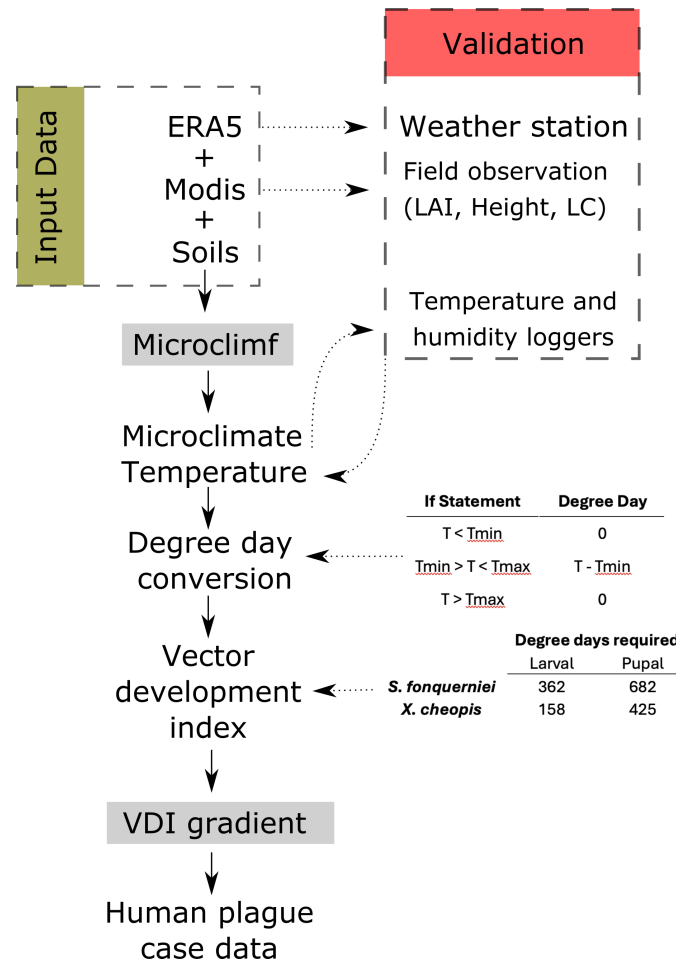 Validation
Input Data
ERA5
+
Modis
+
Soils
Weather station
Field observation
(LAI, Height, LC)
Temperature and
humidity loggers
Microclimf
Microclimate
Temperature
If Statement Degree Day
T < Tmin 0
Tmin > T < Tmax T - Tmin
T > Tmax 0
Degree day
conversion
Degree days required
Larval Pupal
S. fonquerniei 362 682
X. cheopis 158 425
Vector
development
index
VDI gradient
Human plague
case data